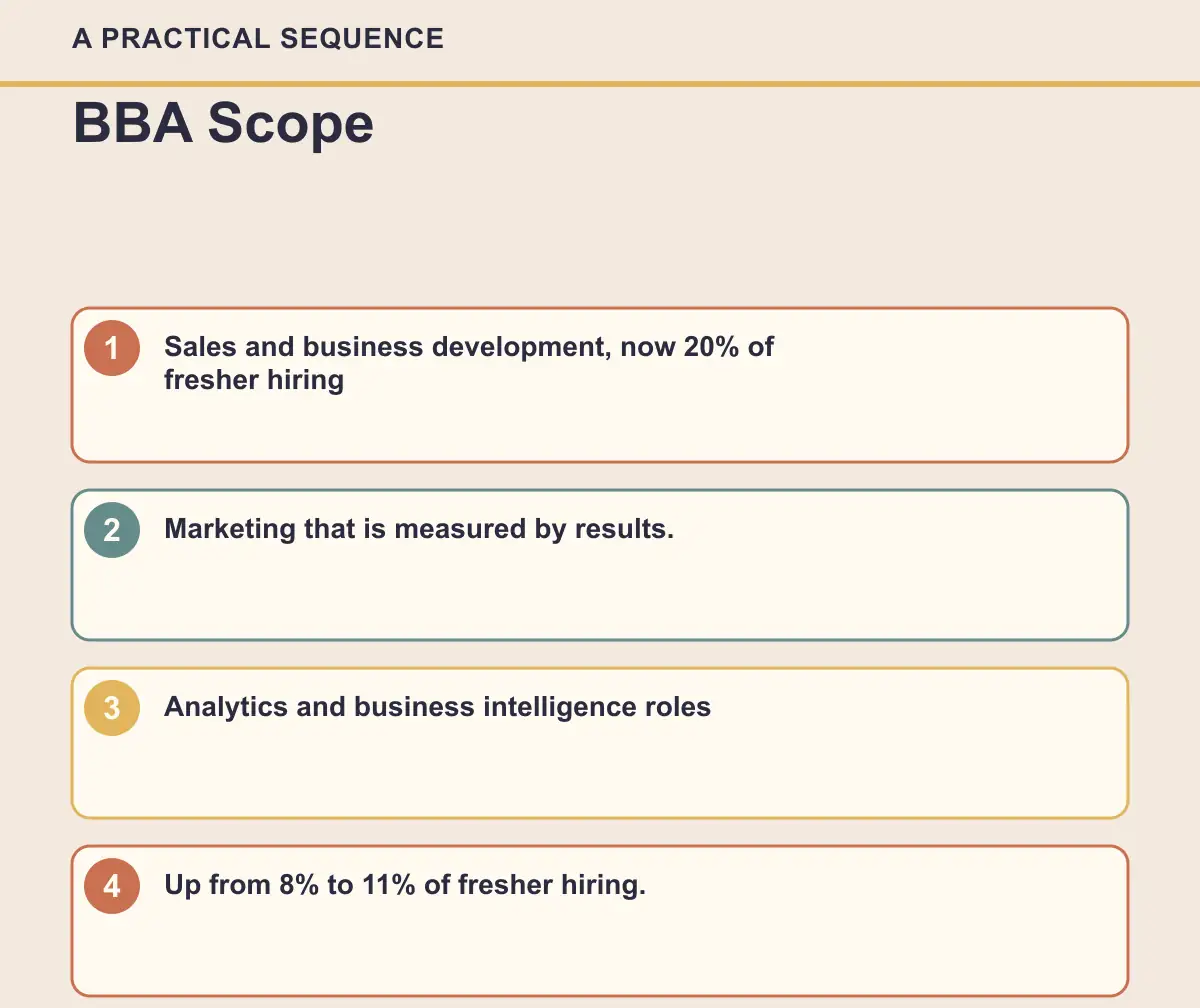 A PRACTICAL SEQUENCE
BBA Scope
1
Sales and business development, now 20% of
fresher hiring
2
Marketing that is measured by results.
3
Analytics and business intelligence roles
4
Up from 8% to 11% of fresher hiring.